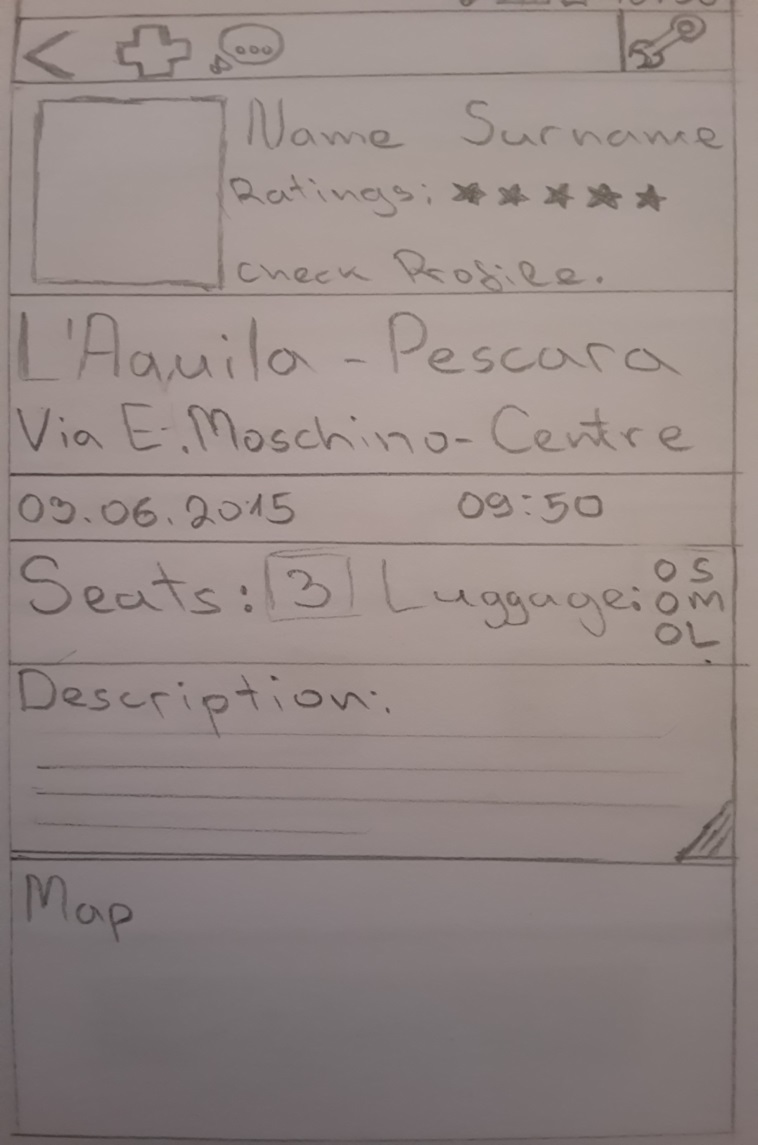 Name Surname
Ratings: ★★★★★
Check Profile.
L'Aquila - Pescara
Via E. Moschino - Centre
03.06.2015 09:50
Seats: 3 Luggage: O S
O M
O L
Description:
Map